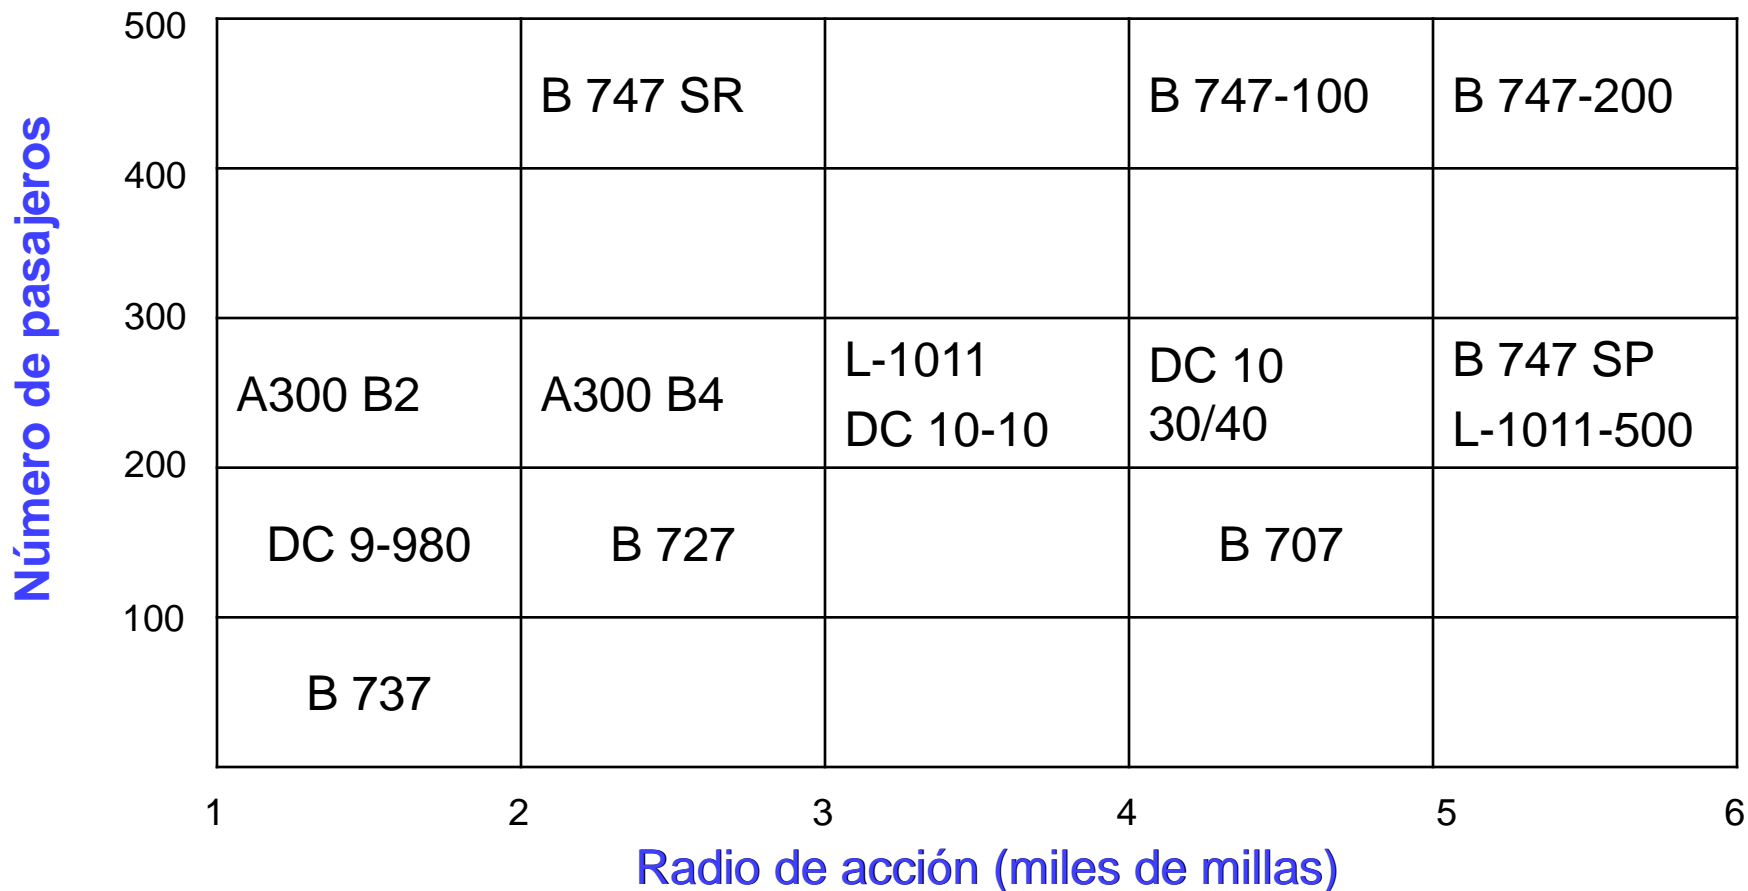 Número de pasajeros
500
B 747 SR
B 747-100
B 747-200
400
300
A300 B2
A300 B4
L-1011
DC 10-10
DC 10
30/40
B 747 SP
L-1011-500
200
DC 9-980
B 727
B 707
100
B 737
1
2
3
4
5
6
Radio de acción (miles de millas)